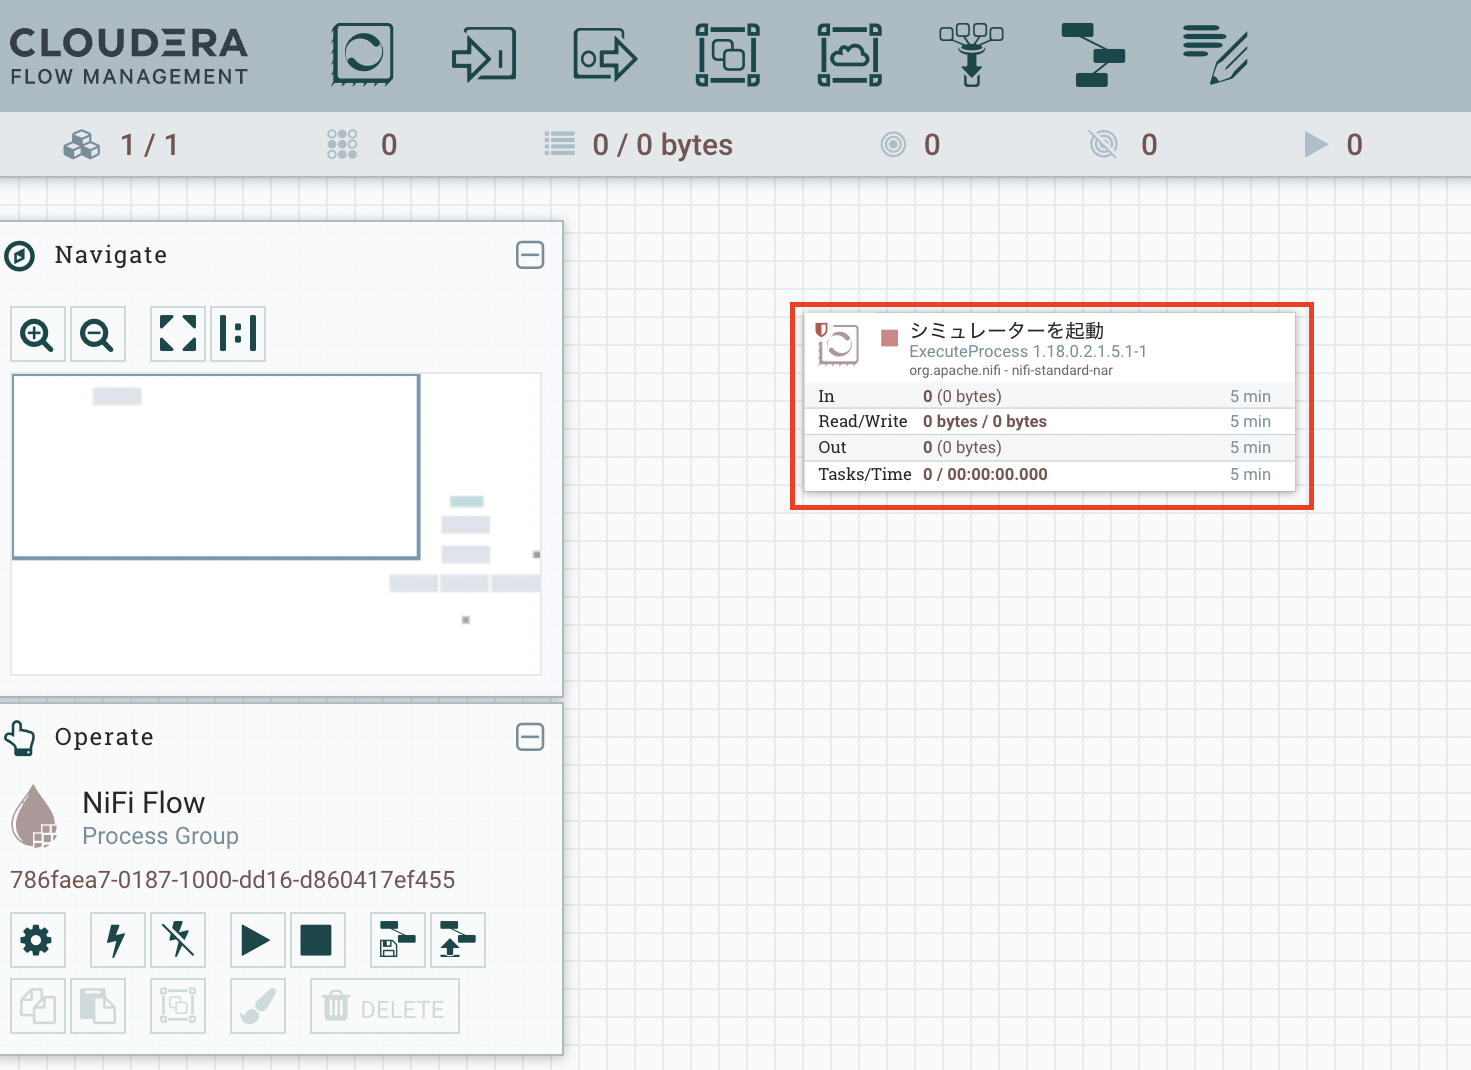 CLOUDERA
FLOW MANAGEMENT
1 / 1
0
0 / 0 bytes
0
0
0
Navigate
シミュレーターを起動
ExecuteProcess 1.18.0.2.1.5.1-1
org.apache.nifi - nifi-standard-nar
In 0 (0 bytes) 5 min
Read/Write 0 bytes / 0 bytes 5 min
Out 0 (0 bytes) 5 min
Tasks/Time 0 / 00:00:00.000 5 min
Operate
NiFi Flow
Process Group
786faea7-0187-1000-dd16-d860417ef455
DELETE